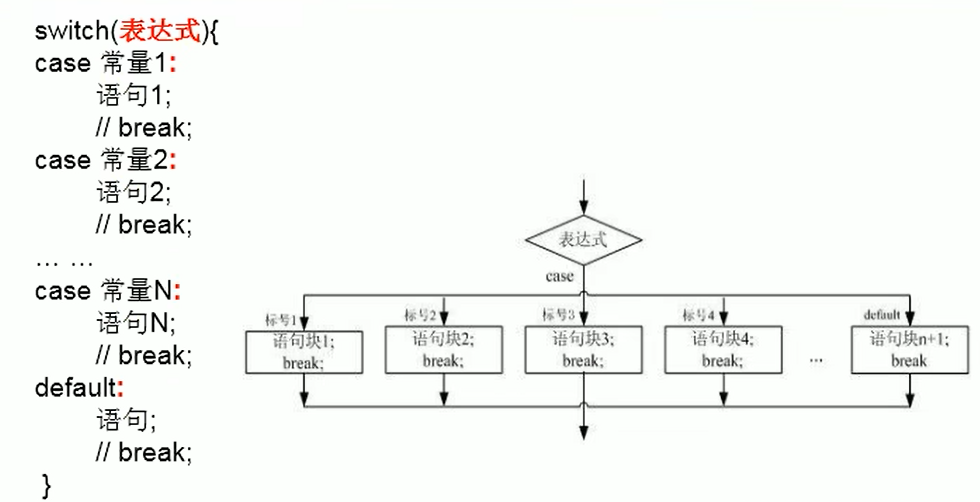 switch(表达式){
case 常量1:
语句1;
// break;
case 常量2:
语句2;
// break;
... ...
case 常量N:
语句N;
// break;
default:
语句;
// break;
}
表达式
case
标号1
标号2
标号3
标号4
default
语句块1;
break;
语句块2;
break;
语句块3;
break;
语句块4;
break;
...
语句块n+1;
break